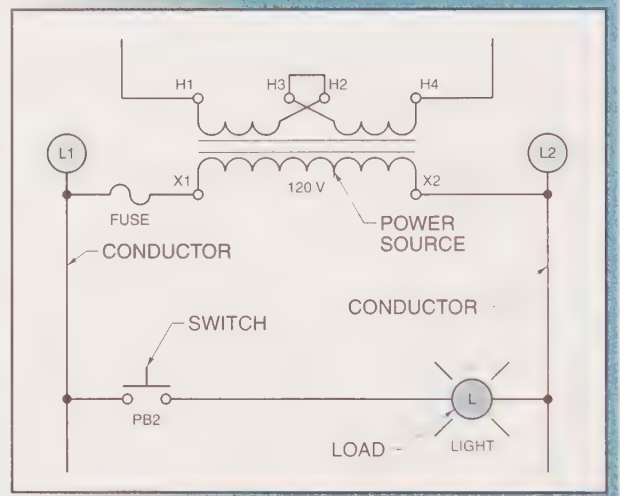 H1
H3
H2
H4
L1
L2
X1
120 V
X2
FUSE
POWER
SOURCE
CONDUCTOR
CONDUCTOR
SWITCH
L
PB2
LOAD
LIGHT